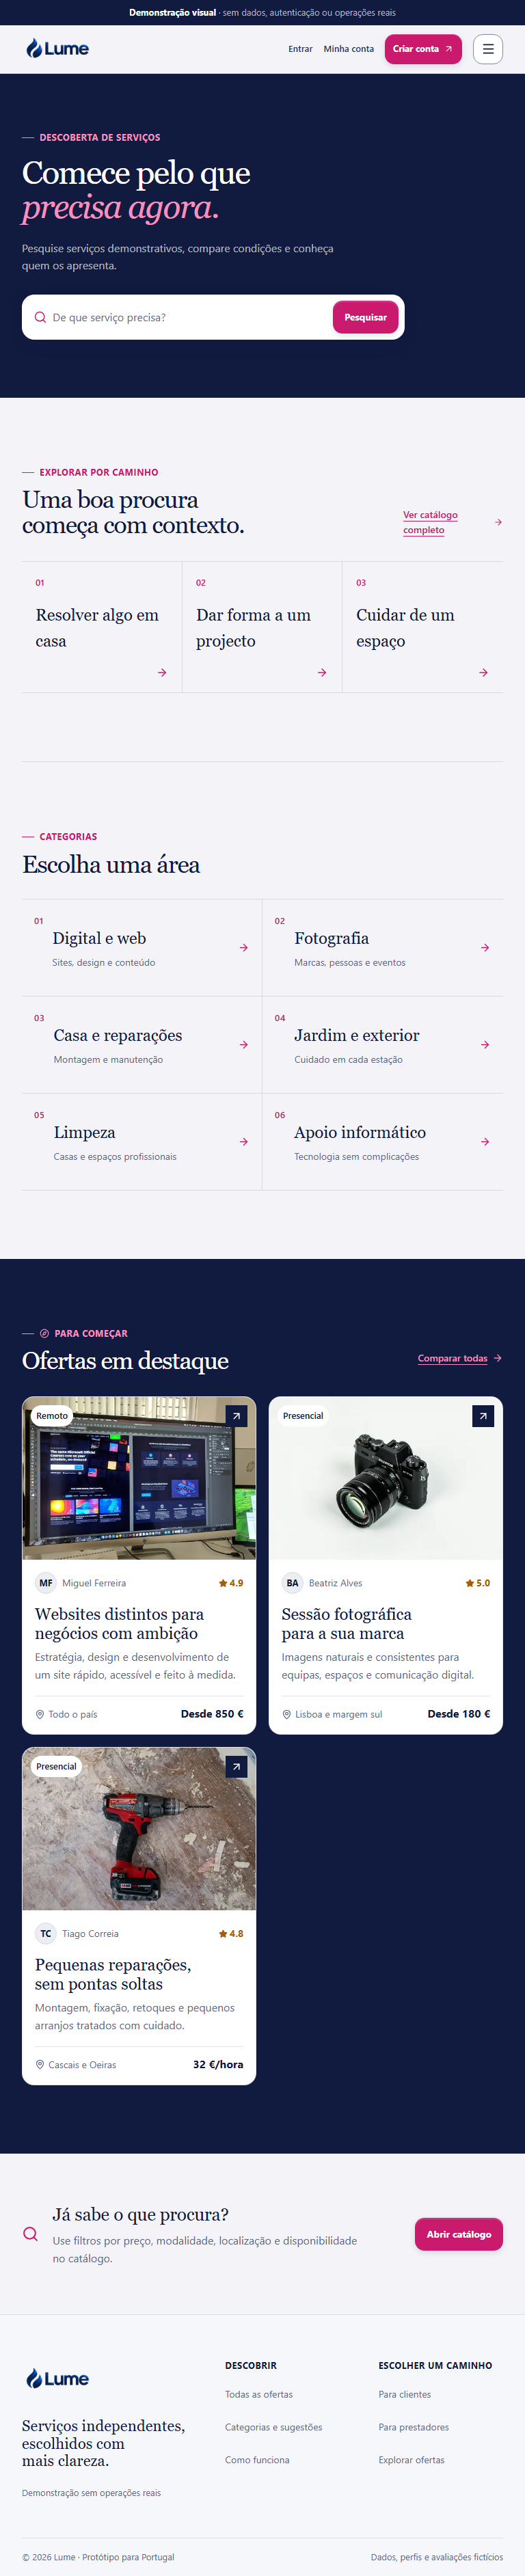 Demonstração visual · sem dados, autenticação ou operações reais
Lume
Entrar
Minha conta
Criar conta
DESCOBERTA DE SERVIÇOS
Comece pelo que
precisa agora.
Pesquise serviços demonstrativos, compare condições e conheça
quem os apresenta.
De que serviço precisa?
Pesquisar
EXPLORAR POR CAMINHO
Uma boa procura
começa com contexto.
Ver catálogo
completo
01
Resolver algo em
casa
02
Dar forma a um
projecto
03
Cuidar de um
espaço
CATEGORIAS
Escolha uma área
01
Digital e web
Sites, design e conteúdo
02
Fotografia
Marcas, pessoas e eventos
03
Casa e reparações
Montagem e manutenção
04
Jardim e exterior
Cuidado em cada estação
05
Limpeza
Casas e espaços profissionais
06
Apoio informático
Tecnologia sem complicações
PARA COMEÇAR
Ofertas em destaque
Comparar todas
Remoto
MF
Miguel Ferreira
4.9
Websites distintos para
negócios com ambição
Estratégia, design e desenvolvimento de
um site rápido, acessível e feito à medida.
Todo o país
Desde 850 €
Presencial
BA
Beatriz Alves
5.0
Sessão fotográfica
para a sua marca
Imagens naturais e consistentes para
equipas, espaços e comunicação digital.
Lisboa e margem sul
Desde 180 €
Presencial
TC
Tiago Correia
4.8
Pequenas reparações,
sem pontas soltas
Montagem, fixação, retoques e pequenos
arranjos tratados com cuidado.
Cascais e Oeiras
32 €/hora
Já sabe o que procura?
Use filtros por preço, modalidade, localização e disponibilidade
no catálogo.
Abrir catálogo
Lume
Serviços independentes,
escolhidos com
mais clareza.
Demonstração sem operações reais
DESCOBRIR
Todas as ofertas
Categorias e sugestões
Como funciona
ESCOLHER UM CAMINHO
Para clientes
Para prestadores
Explorar ofertas
© 2026 Lume · Protótipo para Portugal
Dados, perfis e avaliações fictícios